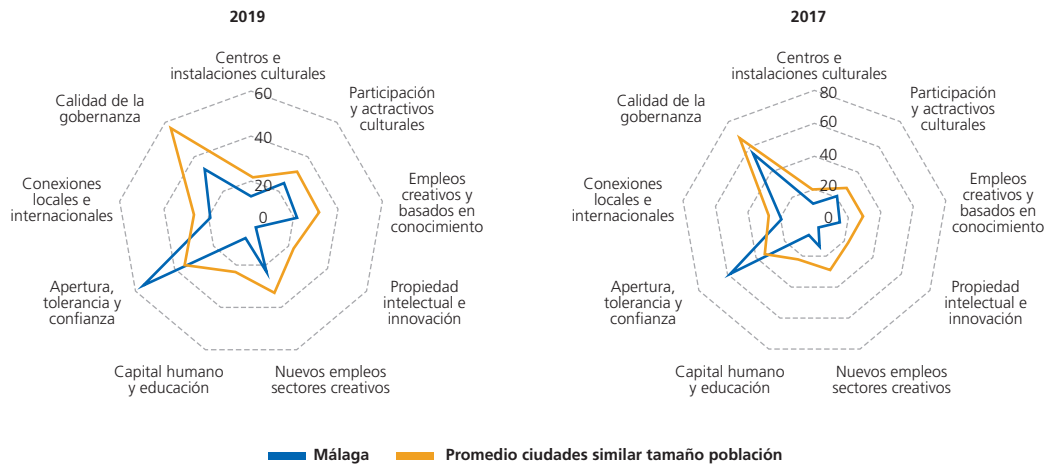 2019
Centros e
instalaciones culturales
Participación
y actractivos
culturales
Empleos
creativos y
basados en
conocimiento
Propiedad
intelectual e
innovación
Nuevos empleos
sectores creativos
Capital humano
y educación
Apertura,
tolerancia y
confianza
Conexiones
locales e
internacionales
Calidad de la
gobernanza
60
40
20
0
2017
Centros e
instalaciones culturales
Participación
y actractivos
culturales
Empleos
creativos y
basados en
conocimiento
Propiedad
intelectual e
innovación
Nuevos empleos
sectores creativos
Capital humano
y educación
Apertura,
tolerancia y
confianza
Conexiones
locales e
internacionales
Calidad de la
gobernanza
80
60
40
20
0
Málaga
Promedio ciudades similar tamaño población